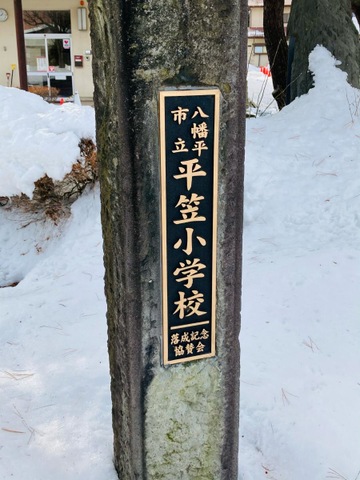 八幡平
市立
平笠小学校
落成記念
協賛会